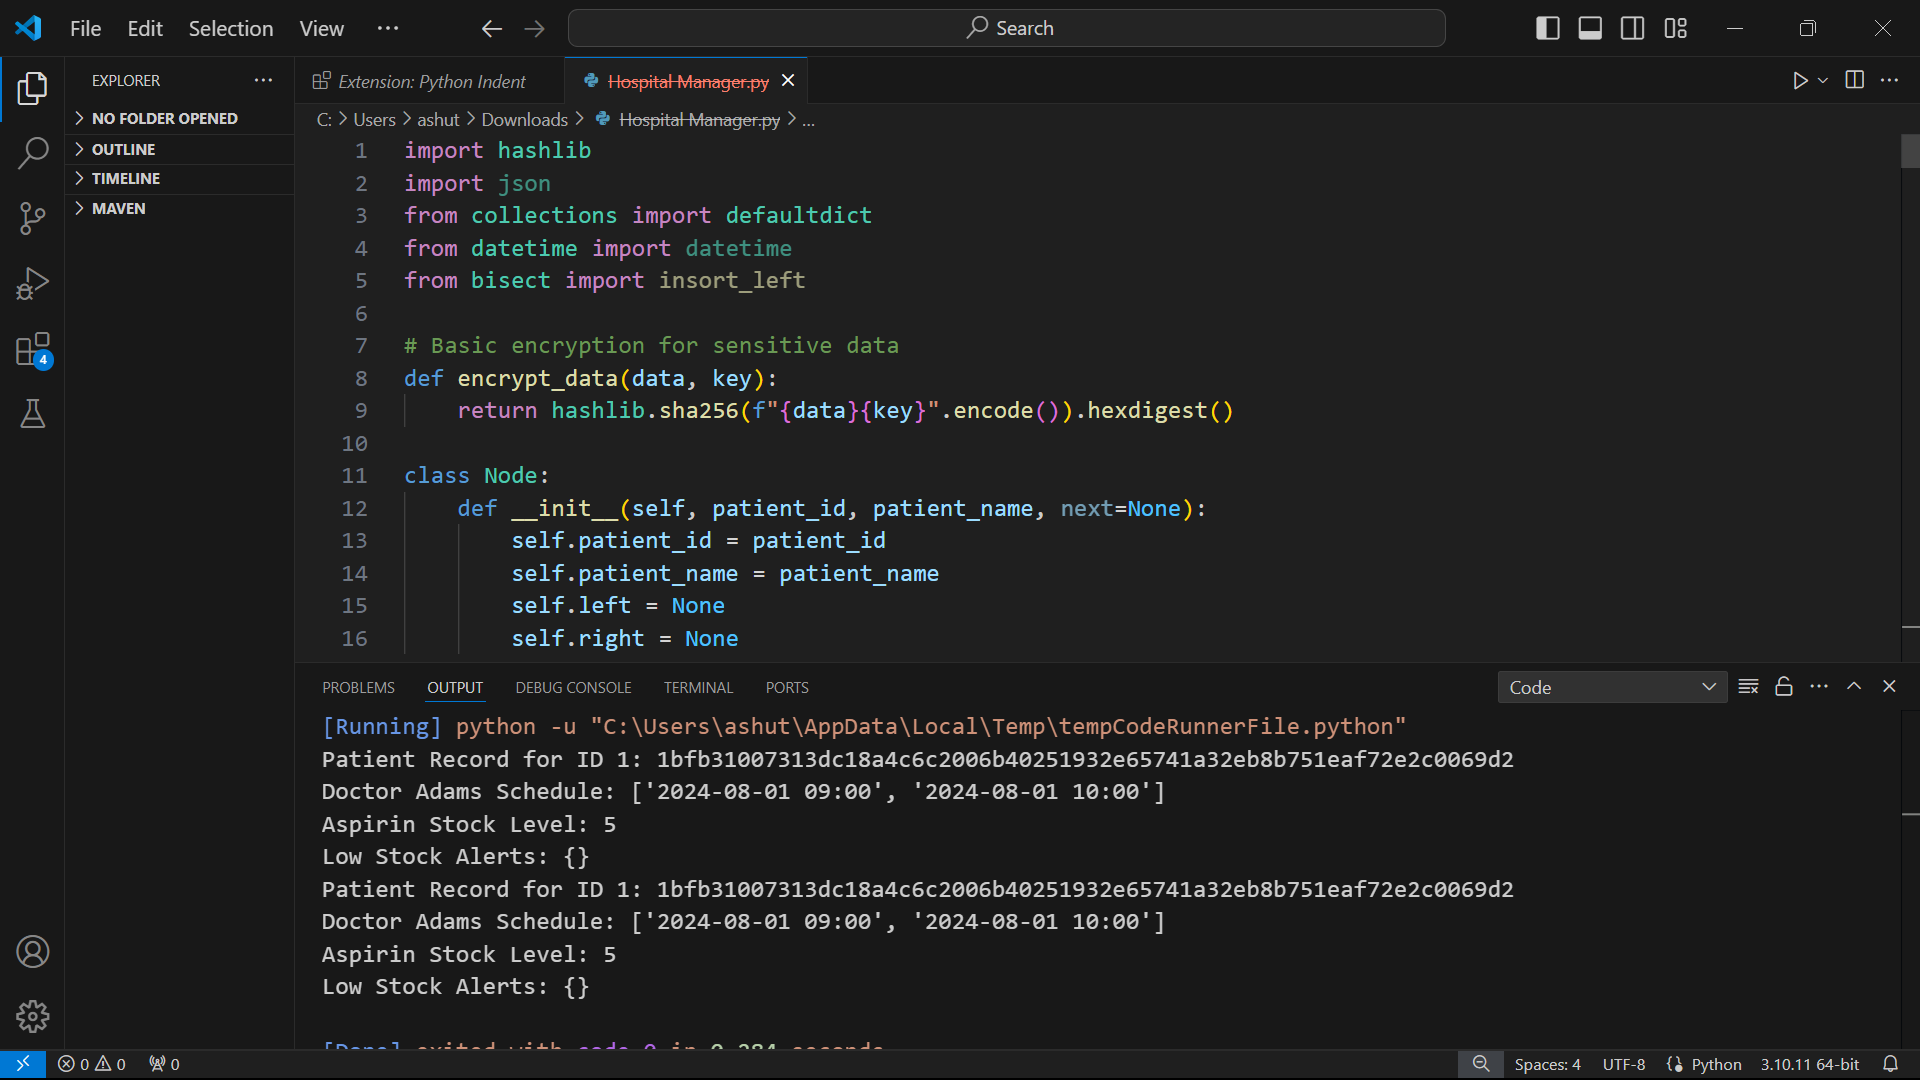 File Edit Selection View ··· Search
EXPLORER ···
NO FOLDER OPENED
OUTLINE
TIMELINE
MAVEN
4
Extension: Python Indent
Hospital Manager.py
C: > Users > ashut > Downloads > Hospital Manager.py > ...
1 import hashlib
2 import json
3 from collections import defaultdict
4 from datetime import datetime
5 from bisect import insort_left
6
7 # Basic encryption for sensitive data
8 def encrypt_data(data, key):
9 return hashlib.sha256(f"{data}{key}".encode()).hexdigest()
10
11 class Node:
12 def __init__(self, patient_id, patient_name, next=None):
13 self.patient_id = patient_id
14 self.patient_name = patient_name
15 self.left = None
16 self.right = None
PROBLEMS OUTPUT DEBUG CONSOLE TERMINAL PORTS Code
[Running] python -u "C:\Users\ashut\AppData\Local\Temp\tempCodeRunnerFile.python"
Patient Record for ID 1: 1bfb31007313dc18a4c6c2006b40251932e65741a32eb8b751eaf72e2c0069d2
Doctor Adams Schedule: ['2024-08-01 09:00', '2024-08-01 10:00']
Aspirin Stock Level: 5
Low Stock Alerts: {}
Patient Record for ID 1: 1bfb31007313dc18a4c6c2006b40251932e65741a32eb8b751eaf72e2c0069d2
Doctor Adams Schedule: ['2024-08-01 09:00', '2024-08-01 10:00']
Aspirin Stock Level: 5
Low Stock Alerts: {}
[Done] exited with code=0 in 0.284 seconds
0 0 0 Spaces: 4 UTF-8 Python 3.10.11 64-bit